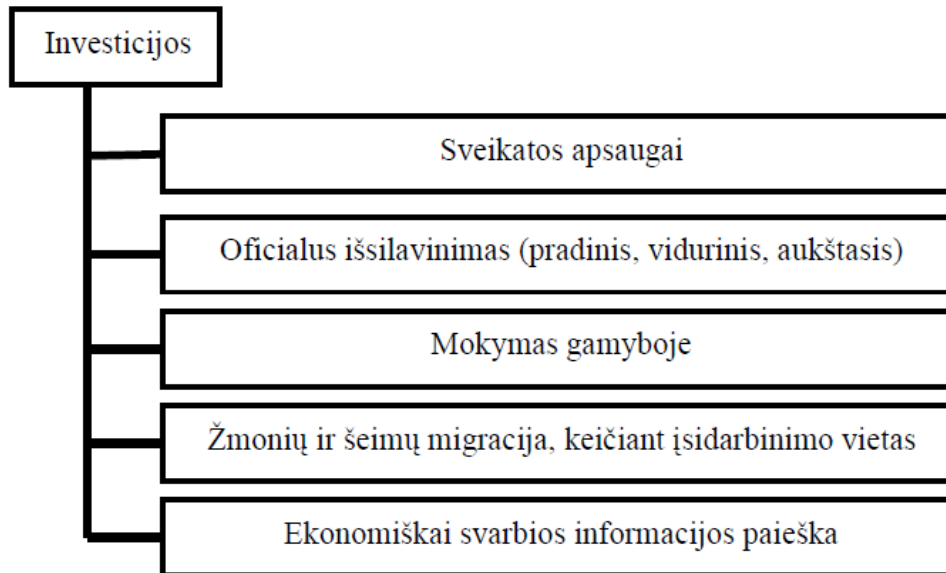 Investicijos
Sveikatos apsaugai
Oficialus išsilavinimas (pradinis, vidurinis, aukštasis)
Mokymas gamyboje
Žmonių ir šeimų migracija, keičiant įsidarbinimo vietas
Ekonomiškai svarbios informacijos paieška